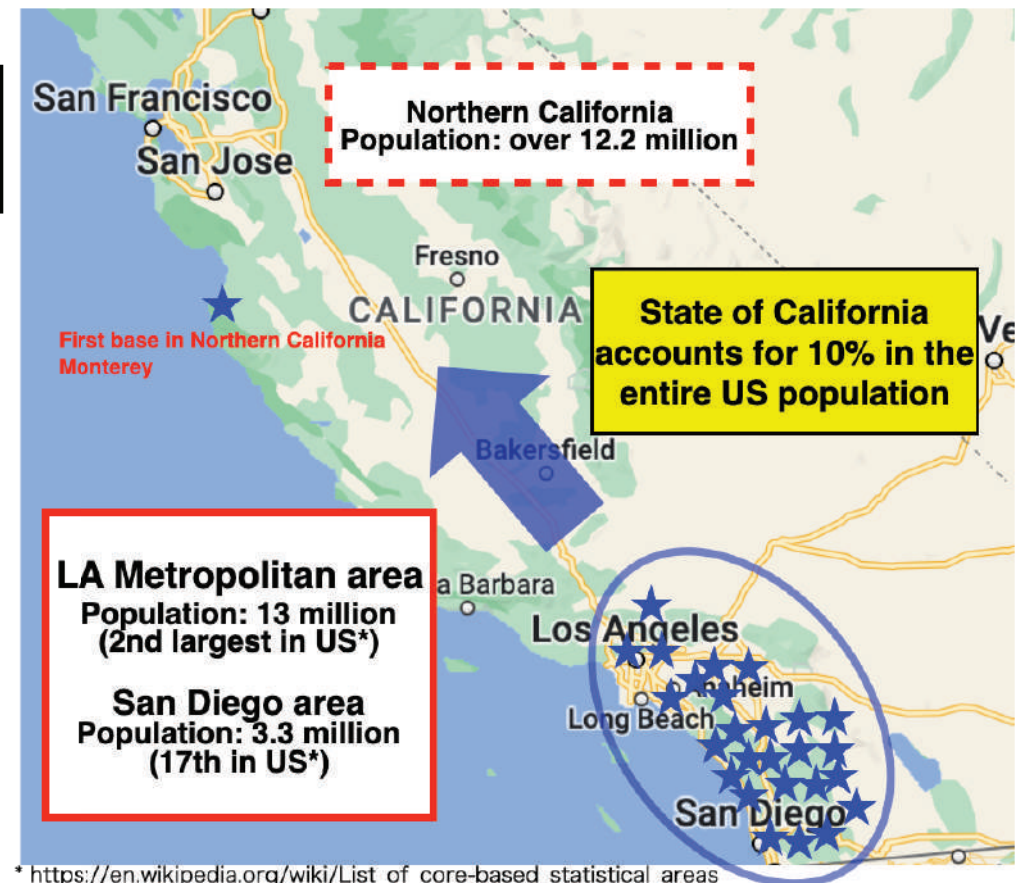 San Francisco
San Jose
Northern California
Population: over 12.2 million
Fresno
CALIFORNIA
First base in Northern California
Monterey
State of California
accounts for 10% in the
entire US population
Ve
Bakersfield
LA Metropolitan area
Population: 13 million
(2nd largest in US*)
San Diego area
Population: 3.3 million
(17th in US*)
a Barbara
Los Angeles
Anaheim
Long Beach
San Diego
* https://en.wikipedia.org/wiki/List_of_core-based_statistical_areas